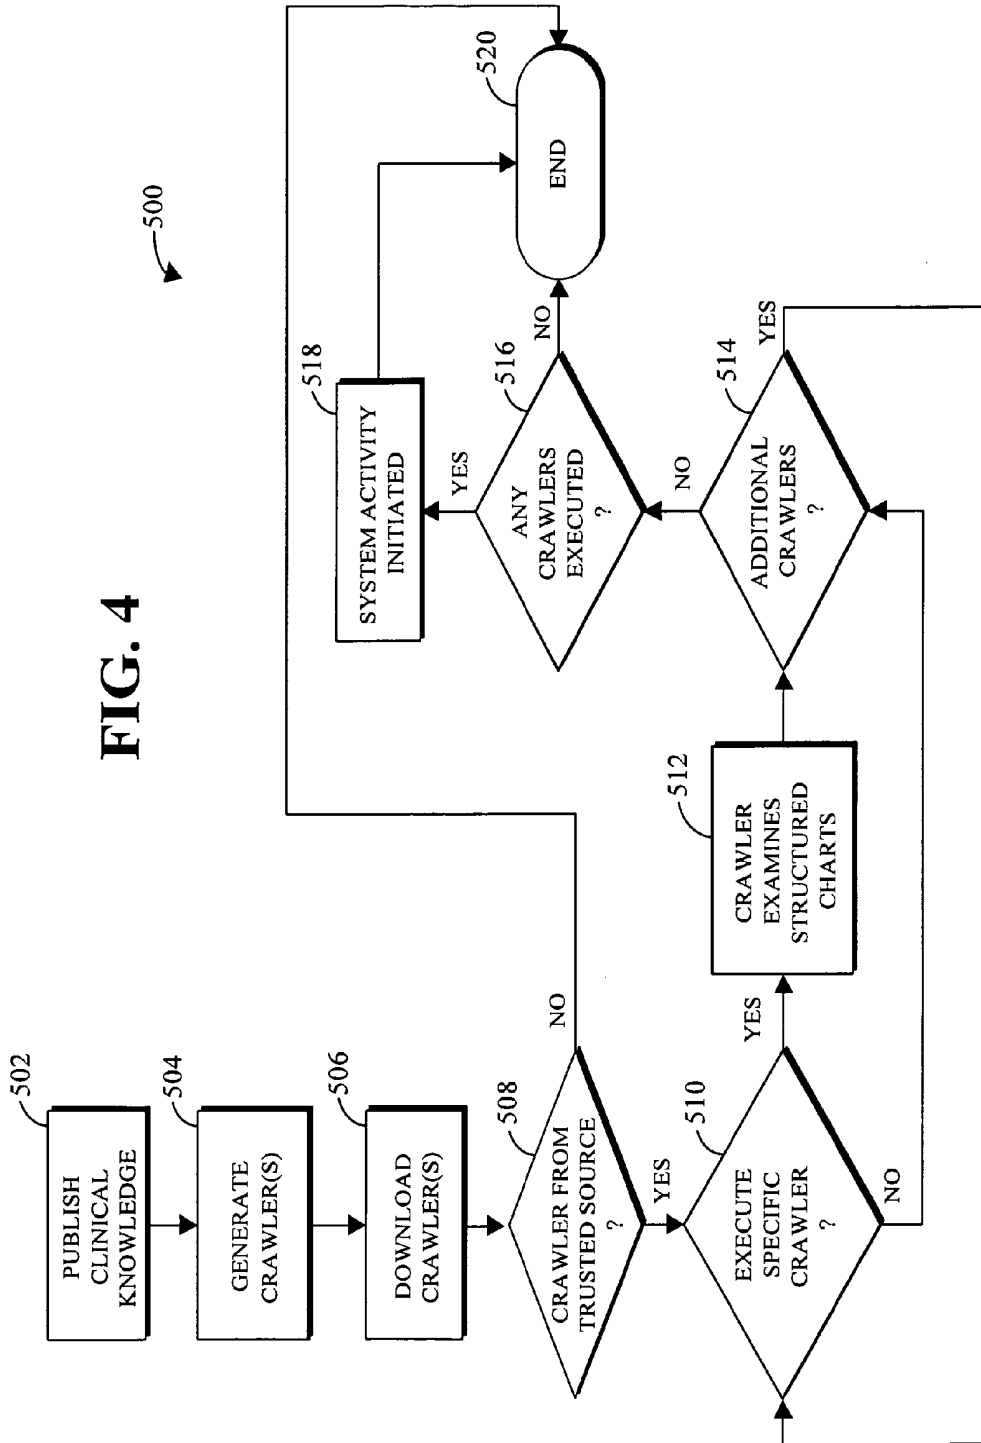 FIG. 4
500
502
PUBLISH
CLINICAL
KNOWLEDGE
504
GENERATE
CRAWLER(S)
506
DOWNLOAD
CRAWLER(S)
508
CRAWLER FROM
TRUSTED SOURCE
?
NO
YES
510
EXECUTE
SPECIFIC
CRAWLER
?
YES
NO
512
CRAWLER
EXAMINES
STRUCTURED
CHARTS
514
ADDITIONAL
CRAWLERS
?
YES
NO
516
ANY
CRAWLERS
EXECUTED
?
NO
YES
518
SYSTEM ACTIVITY
INITIATED
520
END